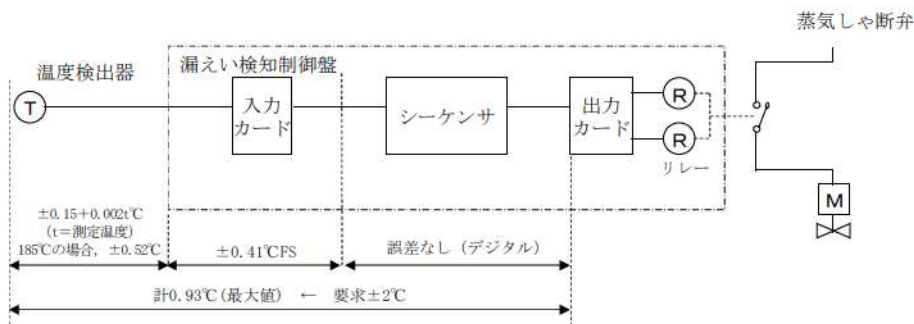 蒸気しゃ断弁
温度検出器
漏えい検知制御盤
T
入力
カード
シーケンサ
出力
カード
R
R
リレー
M
±0.15+0.002t℃
(t=測定温度)
185℃の場合, ±0.52℃
±0.41℃FS
誤差なし(デジタル)
計0.93℃(最大値) ← 要求±2℃